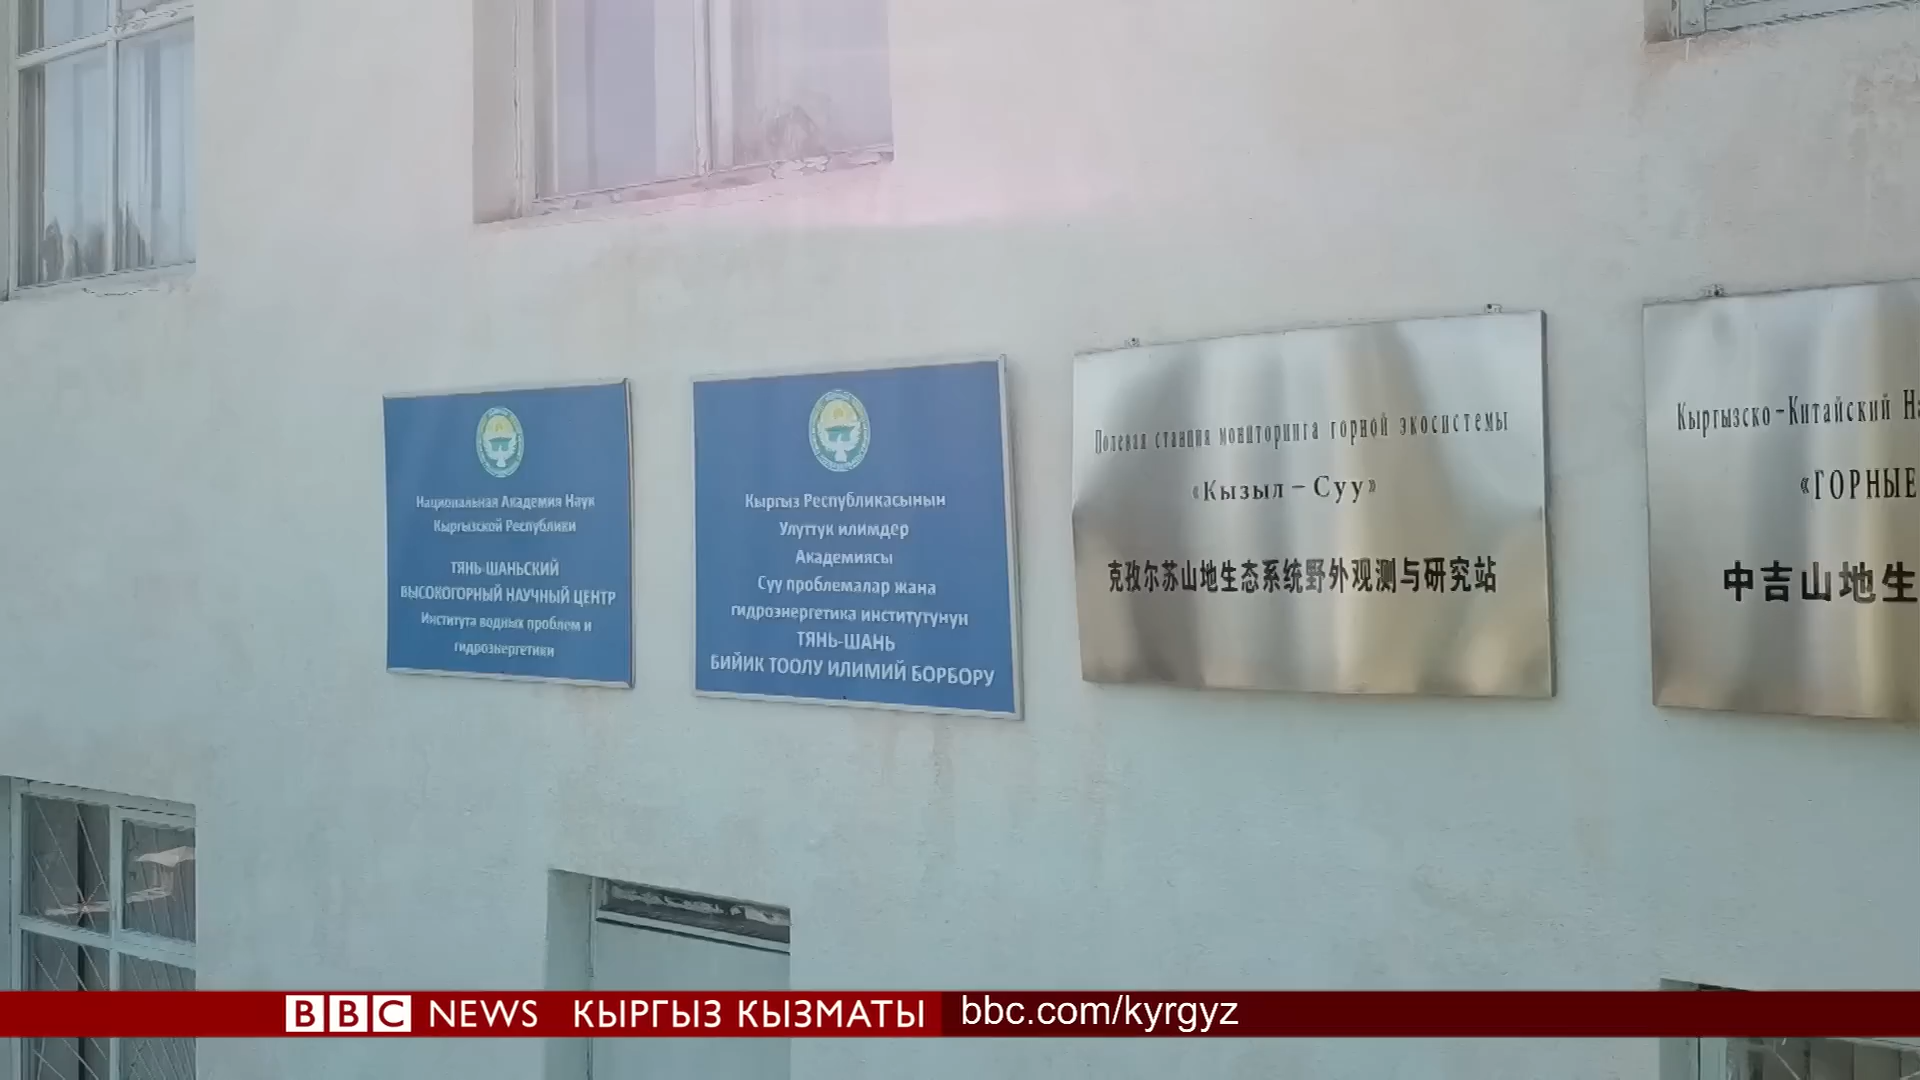 Национальная Академия Наук
Кыргызской Республики
ТЯНЬ-ШАНЬСКИЙ
ВЫСОКОГОРНЫЙ НАУЧНЫЙ ЦЕНТР
Института водных проблем и
гидроэнергетики
Кыргыз Республикасынын
Улуттук илимдер
Академиясы
Суу проблемалар жана
гидроэнергетика институтунун
ТЯНЬ-ШАНЬ
БИЙИК ТООЛУ ИЛИМИЙ БОРБОРУ
Полевая станция мониторинга горной экосистемы
«Кызыл – Суу»
克孜尔苏山地生态系统野外观测与研究站
Кыргызско-Китайский На
«ГОРНЫЕ
中吉山地生
BBC NEWS КЫРГЫЗ КЫЗМАТЫ bbc.com/kyrgyz